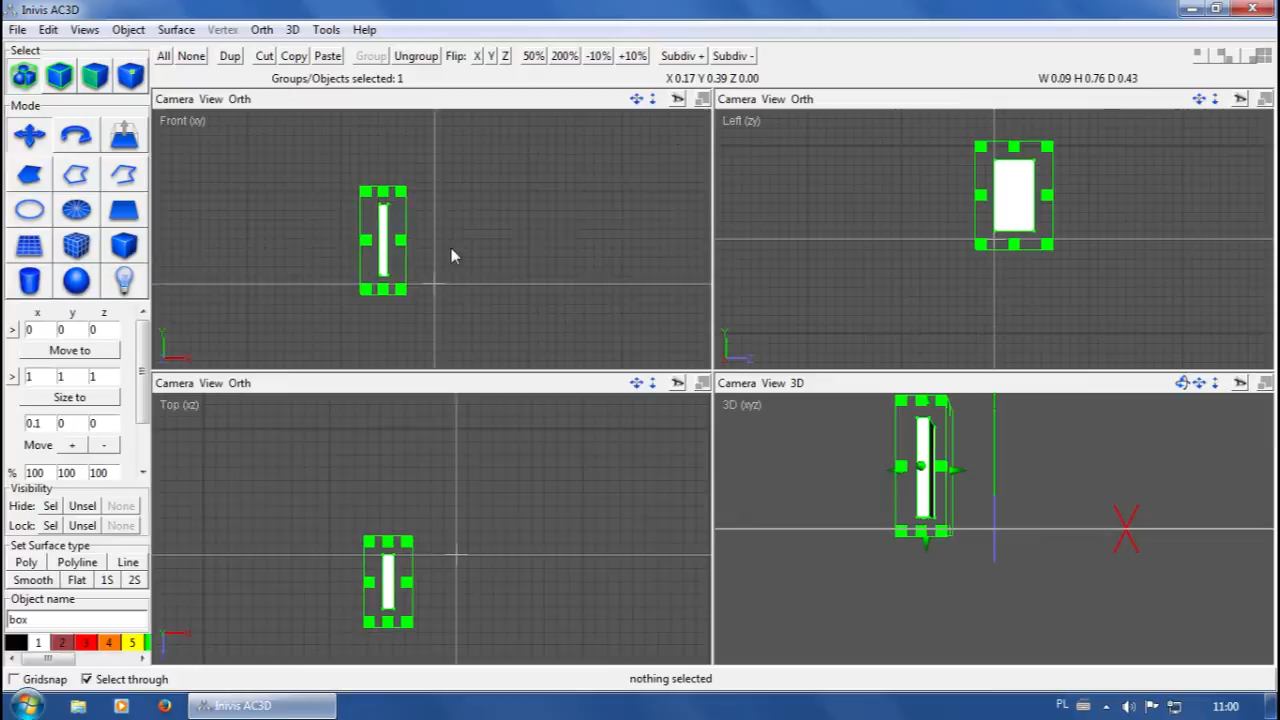 Inivis AC3D
File Edit Views Object Surface Vertex Orth 3D Tools Help
Select
All None Dup Cut Copy Paste Group Ungroup Flip: X Y Z 50% 200% -10% +10% Subdiv + Subdiv -
Groups/Objects selected: 1 X 0.17 Y 0.39 Z 0.00 W 0.09 H 0.76 D 0.43
Mode
Camera View Orth
Front (xy)
Camera View Orth
Left (zy)
x y z
> 0 0 0
Move to
> 1 1 1
Size to
0.1 0 0
Move + -
% 100 100 100
Camera View Orth
Top (xz)
Camera View 3D
3D (xyz)
X
Visibility
Hide: Sel Unsel None
Lock: Sel Unsel None
Set Surface type
Poly Polyline Line
Smooth Flat 1S 2S
Object name
box
1 2 3 4 5
Gridsnap Select through nothing selected
Inivis AC3D PL 11:00